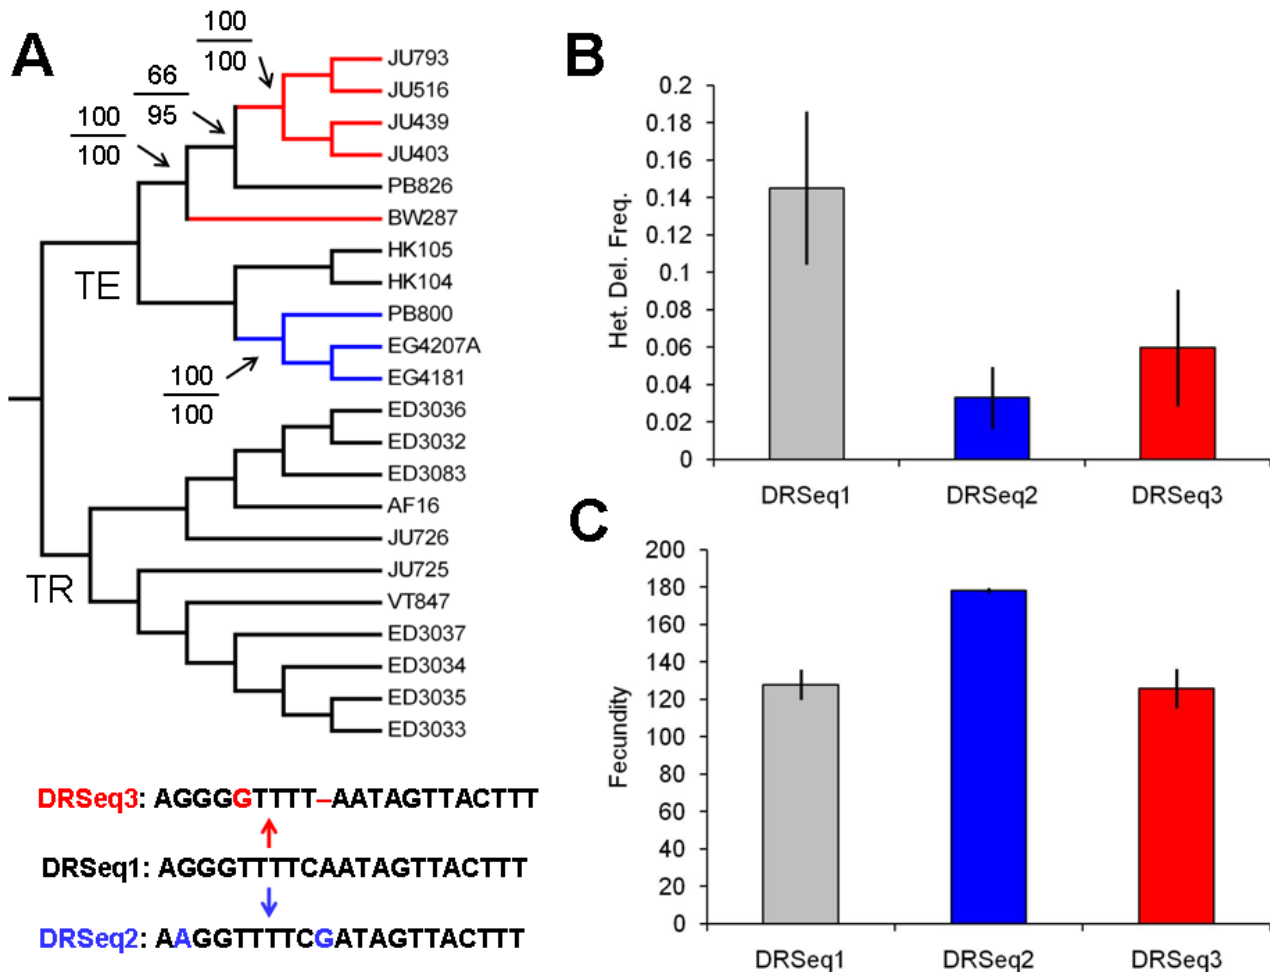 A
100
100
66
95
100
100
JU793
JU516
JU439
JU403
PB826
BW287
HK105
HK104
TE
PB800
EG4207A
EG4181
100
100
ED3036
ED3032
ED3083
AF16
JU726
TR
JU725
VT847
ED3037
ED3034
ED3035
ED3033
DRSeq3: AGGGGTTTT–AATAGTTACTTT
DRSeq1: AGGGTTTTCAATAGTTACTTT
DRSeq2: AAGGTTTTCGATAGTTACTTT
B
Het. Del. Freq.
0.2
0.18
0.16
0.14
0.12
0.1
0.08
0.06
0.04
0.02
0
DRSeq1 DRSeq2 DRSeq3
C
Fecundity
200
180
160
140
120
100
80
60
40
20
0
DRSeq1 DRSeq2 DRSeq3